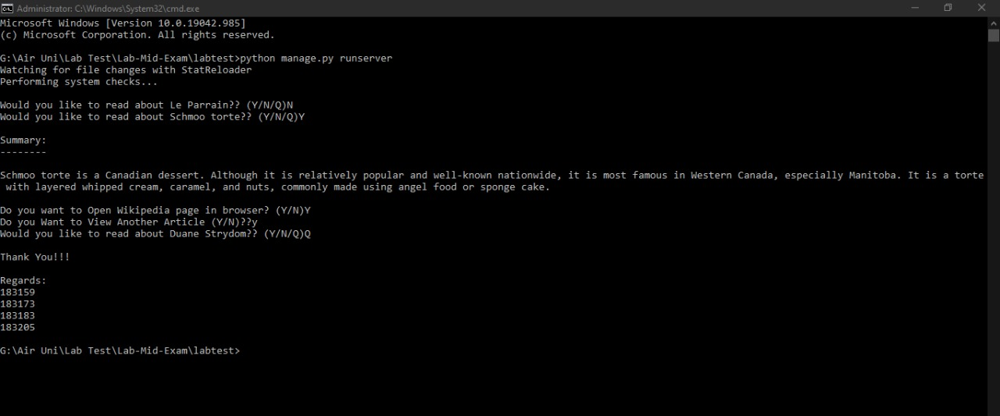 Administrator: C:\Windows\System32\cmd.exe
Microsoft Windows [Version 10.0.19042.985]
(c) Microsoft Corporation. All rights reserved.
G:\Air Uni\Lab Test\Lab-Mid-Exam\labtest>python manage.py runserver
Watching for file changes with StatReloader
Performing system checks...
Would you like to read about Le Parrain?? (Y/N/Q)N
Would you like to read about Schmoo torte?? (Y/N/Q)Y
Summary:
--------
Schmoo torte is a Canadian dessert. Although it is relatively popular and well-known nationwide, it is most famous in Western Canada, especially Manitoba. It is a torte
 with layered whipped cream, caramel, and nuts, commonly made using angel food or sponge cake.
Do you want to Open Wikipedia page in browser? (Y/N)Y
Do you Want to View Another Article (Y/N)??y
Would you like to read about Duane Strydom?? (Y/N/Q)Q
Thank You!!!
Regards:
183159
183173
183183
183205
G:\Air Uni\Lab Test\Lab-Mid-Exam\labtest>